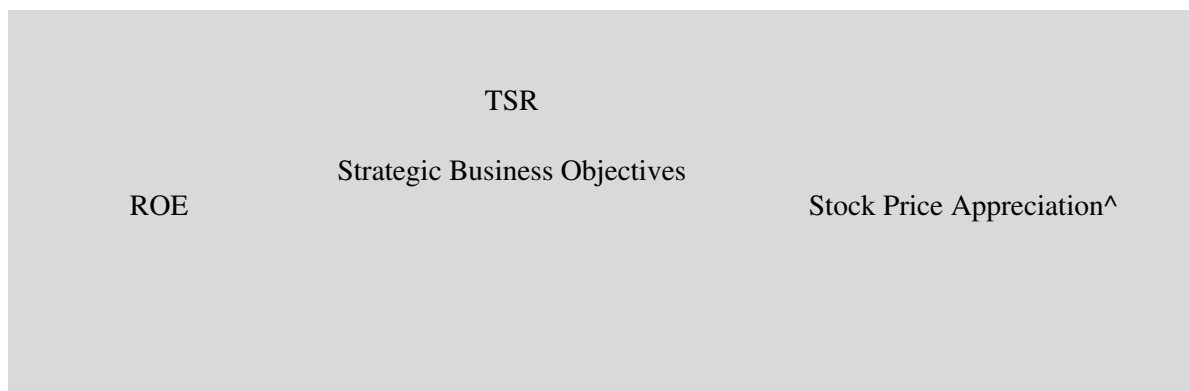 TSR
Strategic Business Objectives
ROE
Stock Price Appreciation^